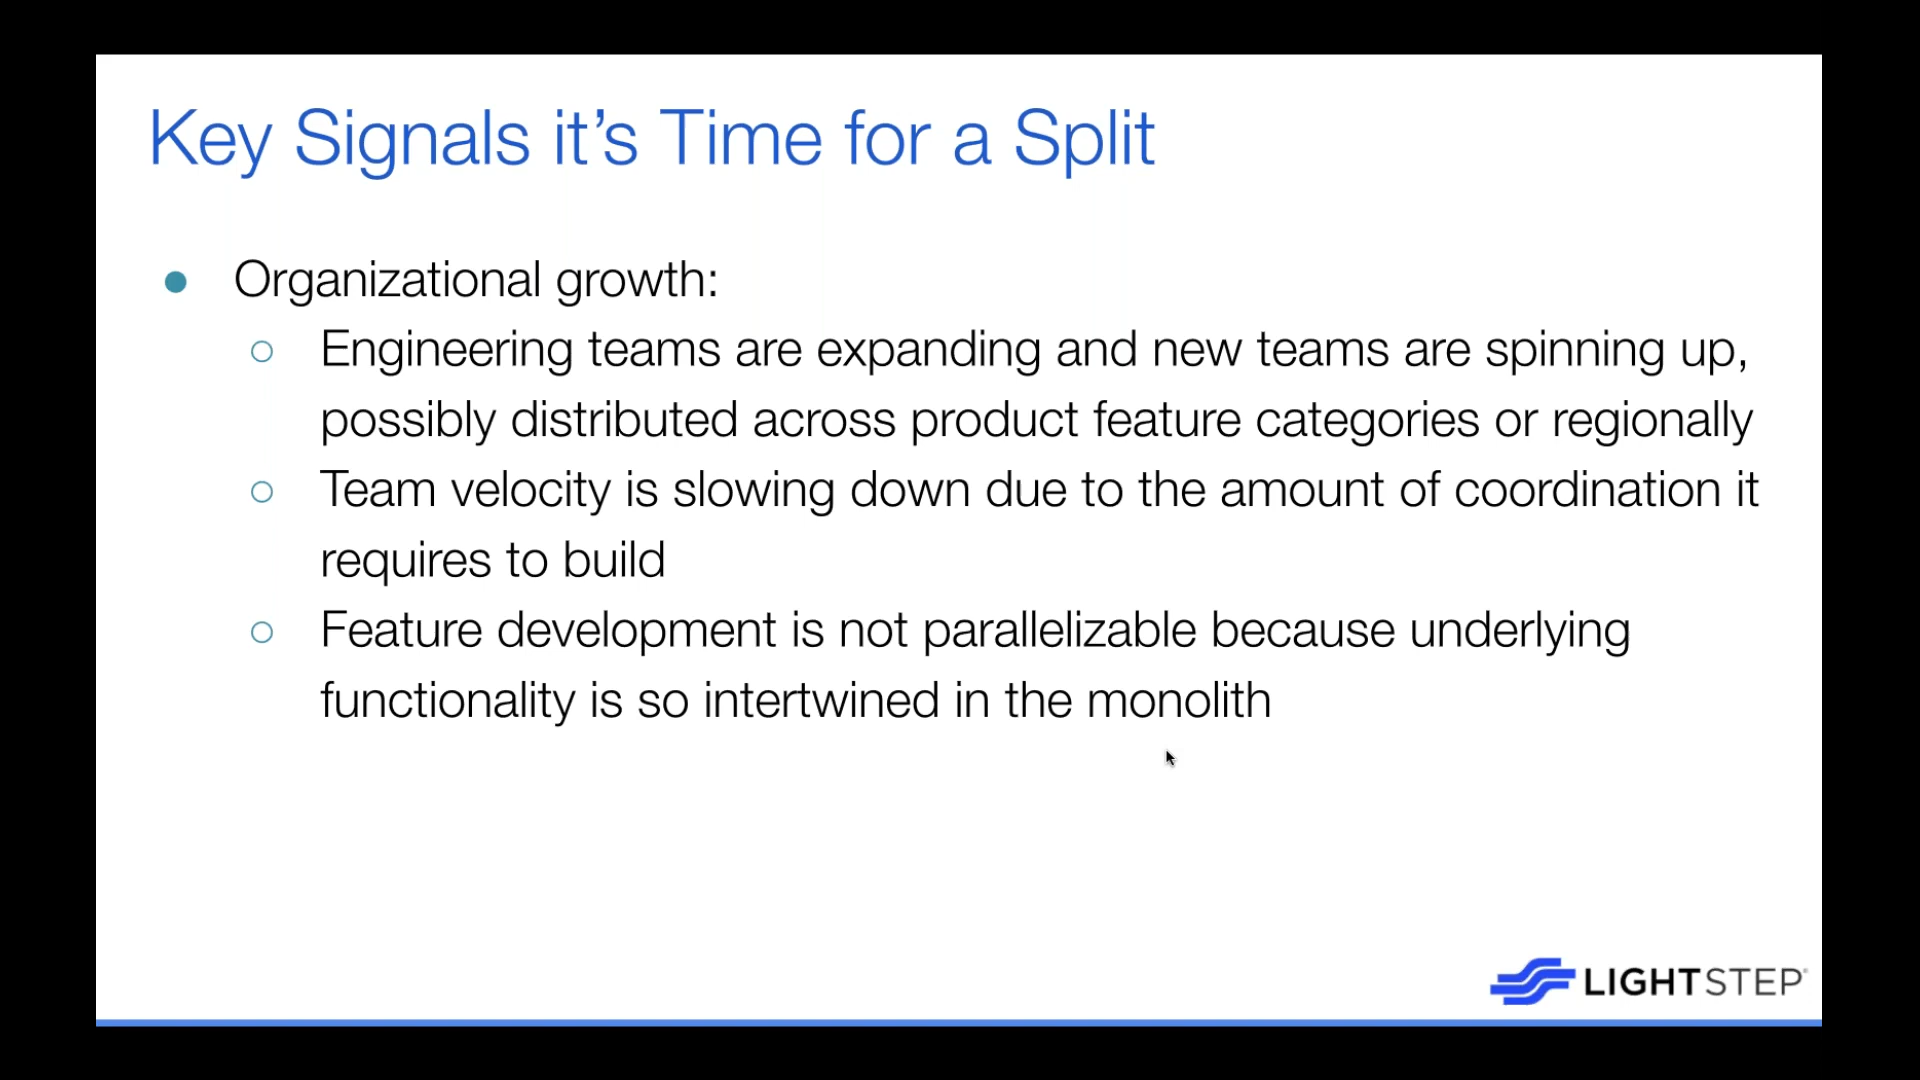 Key Signals it’s Time for a Split
Organizational growth:
Engineering teams are expanding and new teams are spinning up,
possibly distributed across product feature categories or regionally
Team velocity is slowing down due to the amount of coordination it
requires to build
Feature development is not parallelizable because underlying
functionality is so intertwined in the monolith
LIGHTSTEP